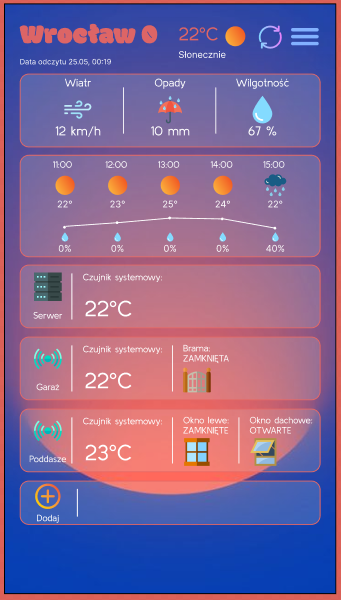 Wrocław 0
22°C
Słonecznie
Data odczytu 25.05, 00:19
Wiatr Opady Wilgotność
12 km/h 10 mm 67 %
11:00 12:00 13:00 14:00 15:00
22° 23° 25° 24° 22°
0% 0% 0% 0% 40%
Czujnik systemowy:
22°C
Serwer
Czujnik systemowy:
22°C
Garaż
Brama:
ZAMKNIĘTA
Czujnik systemowy:
23°C
Poddasze
Okno lewe:
ZAMKNIĘTE
Okno dachowe:
OTWARTE
Dodaj